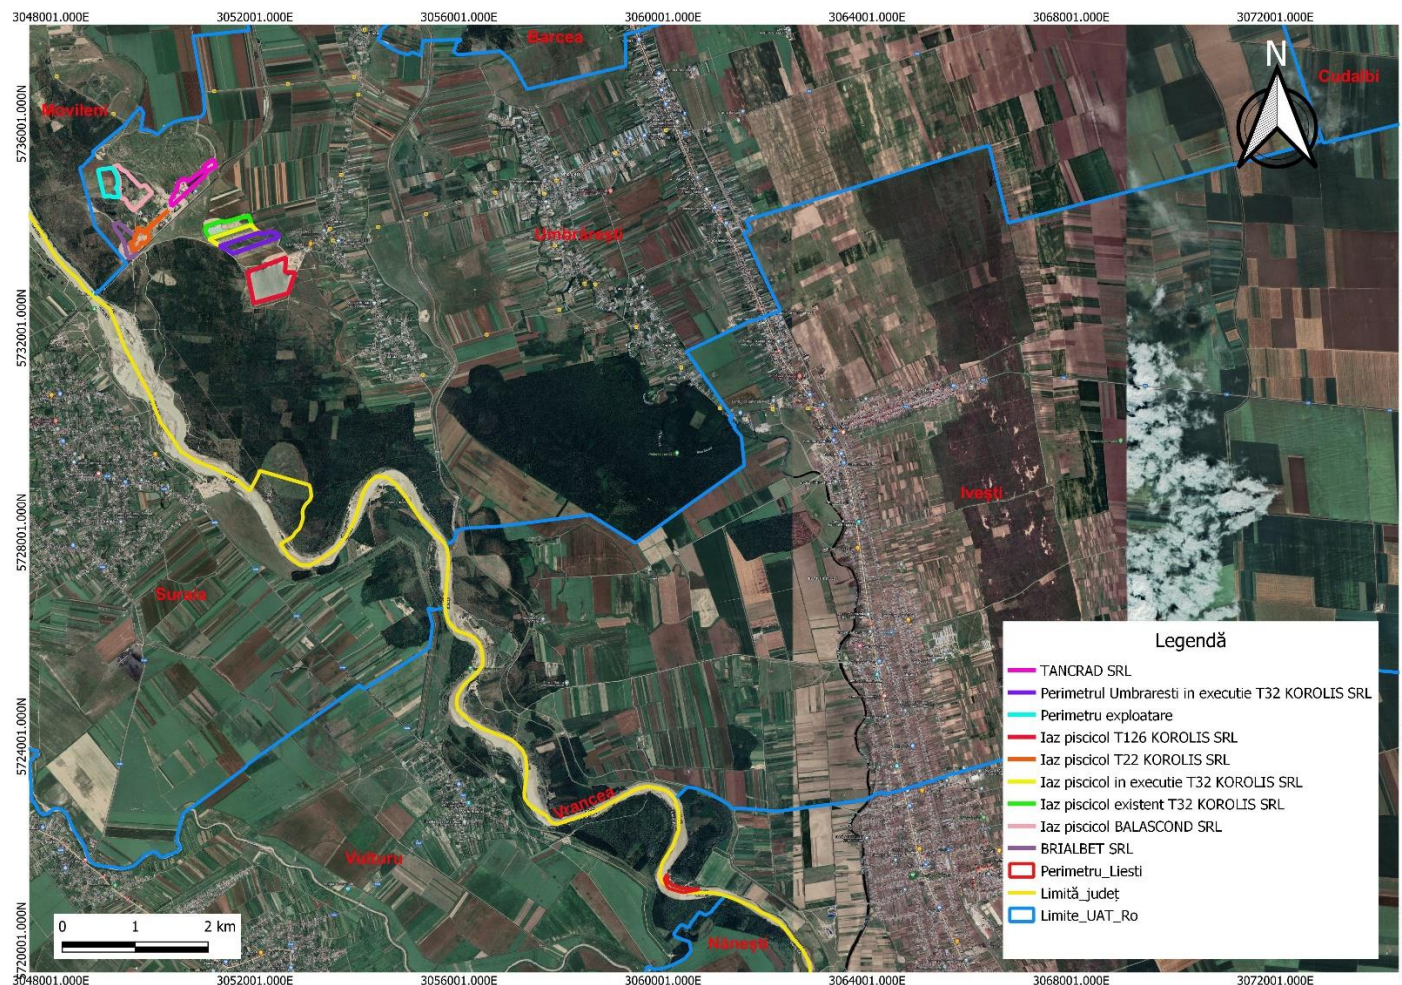 3048001.000E 3052001.000E 3056001.000E 3060001.000E 3064001.000E 3068001.000E 3072001.000E
Barcea
N
Cudalbi
Movileni
5736001.000N
Umbrărești
5732001.000N
Ivești
5728001.000N
Suraia
Legendă
TANCRAD SRL
Perimetrul Umbraresti in executie T32 KOROLIS SRL
Perimetru exploatare
Iaz piscicol T126 KOROLIS SRL
Iaz piscicol T22 KOROLIS SRL
Iaz piscicol in executie T32 KOROLIS SRL
Iaz piscicol existent T32 KOROLIS SRL
Iaz piscicol BALASCOND SRL
BRIALBET SRL
Perimetru_Liesti
Limită_județ
Limite_UAT_Ro
5724001.000N
Vrancea
Vulturu
Nănești
0 1 2 km
5720001.000N
3048001.000E 3052001.000E 3056001.000E 3060001.000E 3064001.000E 3068001.000E 3072001.000E